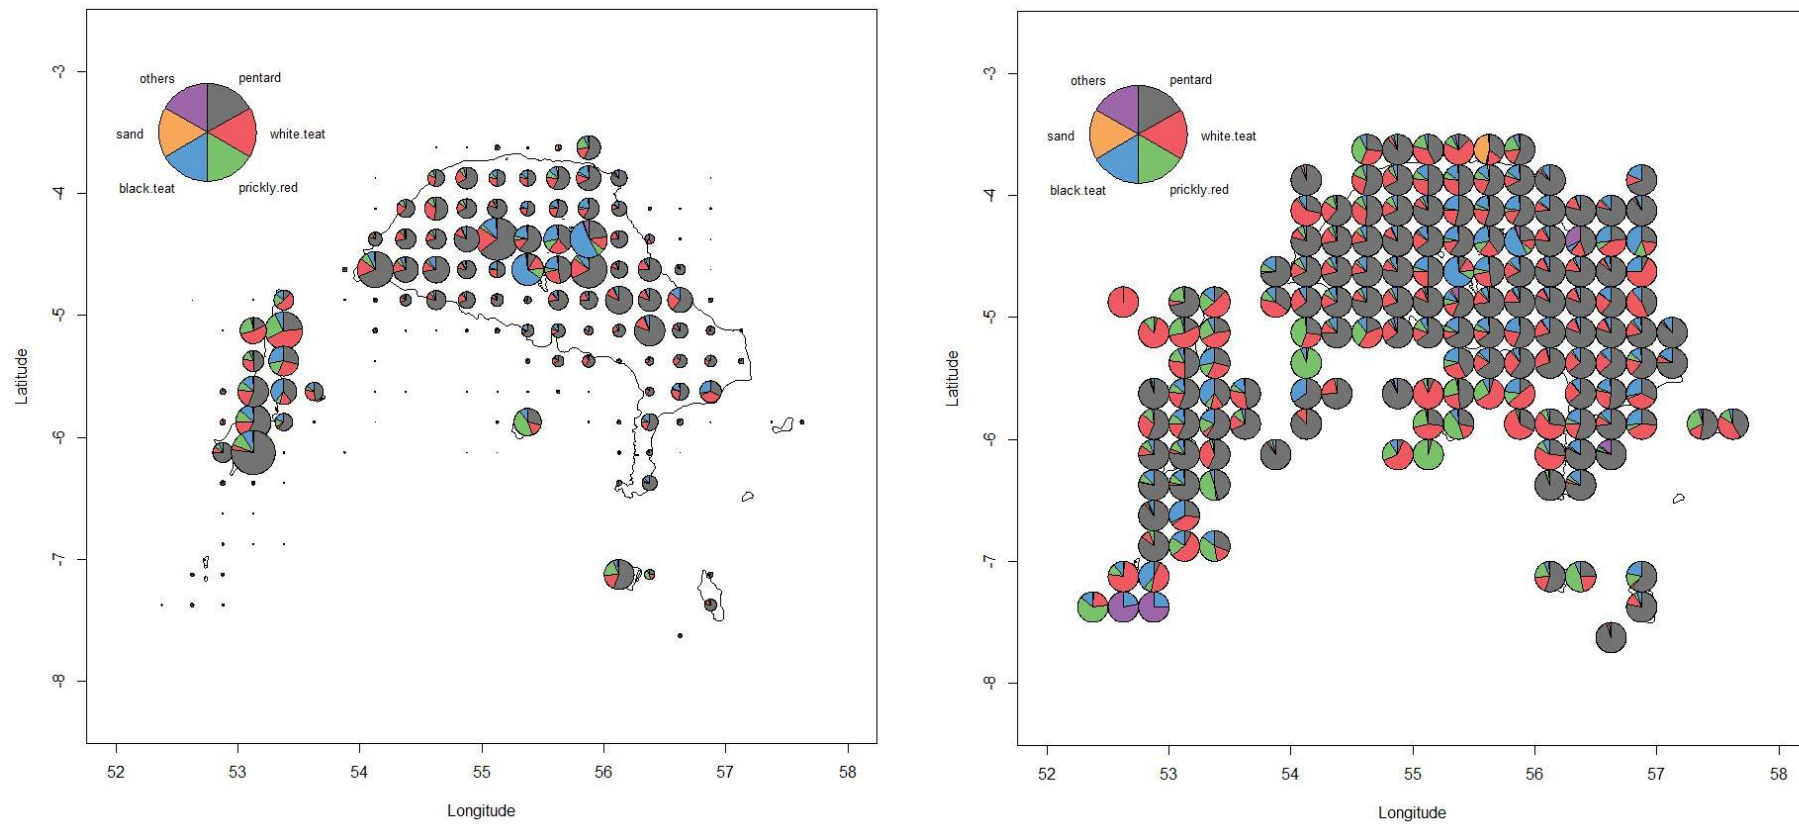 others pentard
sand white.teat
black.teat prickly.red
-3
-4
-5
-6
-7
-8
Latitude
52 53 54 55 56 57 58
Longitude
others pentard
sand white.teat
black.teat prickly.red
-3
-4
-5
-6
-7
-8
Latitude
52 53 54 55 56 57 58
Longitude